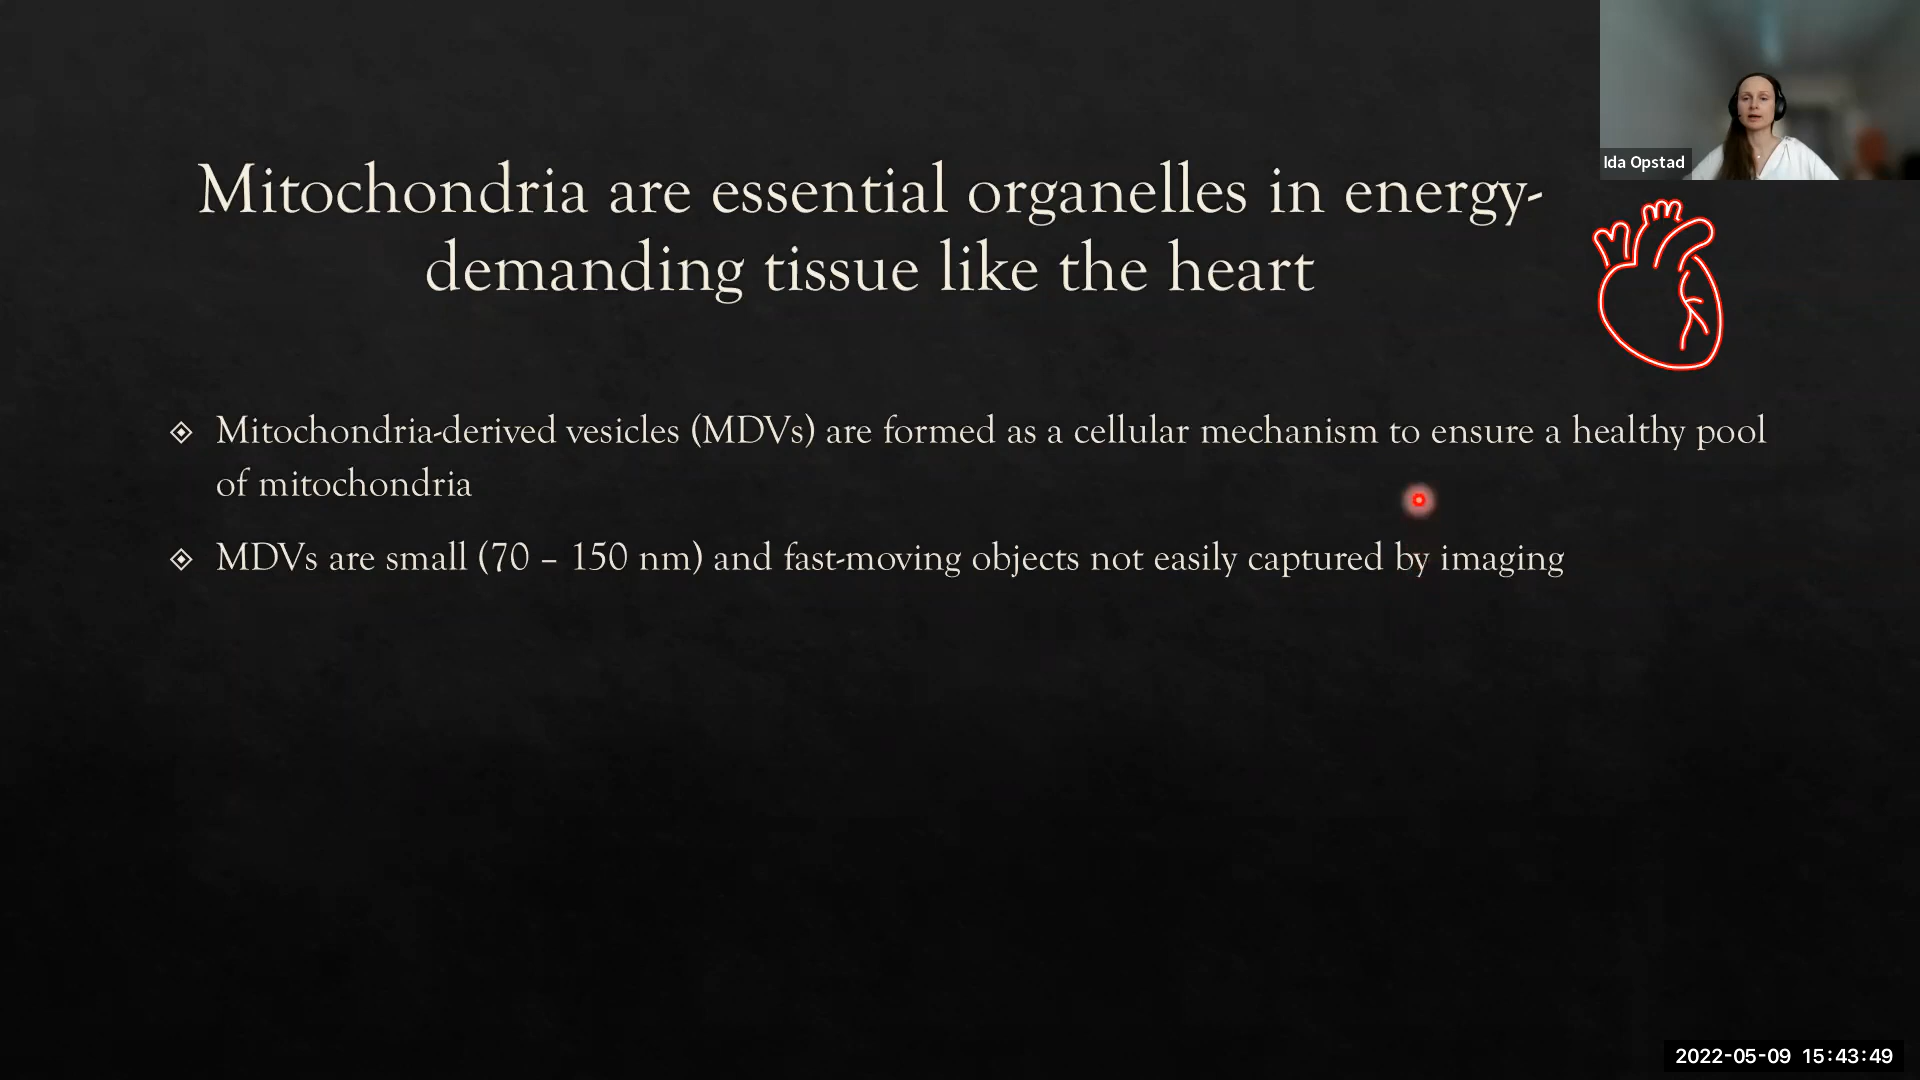 Ida Opstad
Mitochondria are essential organelles in energy-
demanding tissue like the heart
Mitochondria-derived vesicles (MDVs) are formed as a cellular mechanism to ensure a healthy pool
of mitochondria
MDVs are small (70 – 150 nm) and fast-moving objects not easily captured by imaging
2022-05-09 15:43:49